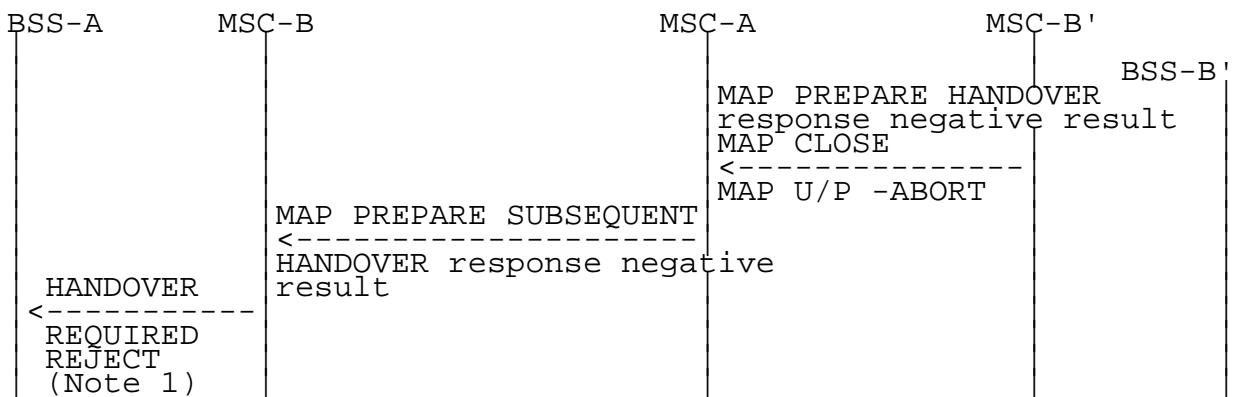 BSS-A MSC-B MSC-A MSC-B'
BSS-B'
MAP PREPARE HANDOVER
response negative result
MAP CLOSE
<---------------
MAP U/P -ABORT
MAP PREPARE SUBSEQUENT
<---------------------
HANDOVER response negative
result
HANDOVER
<-----------
REQUIRED
REJECT
(Note 1)